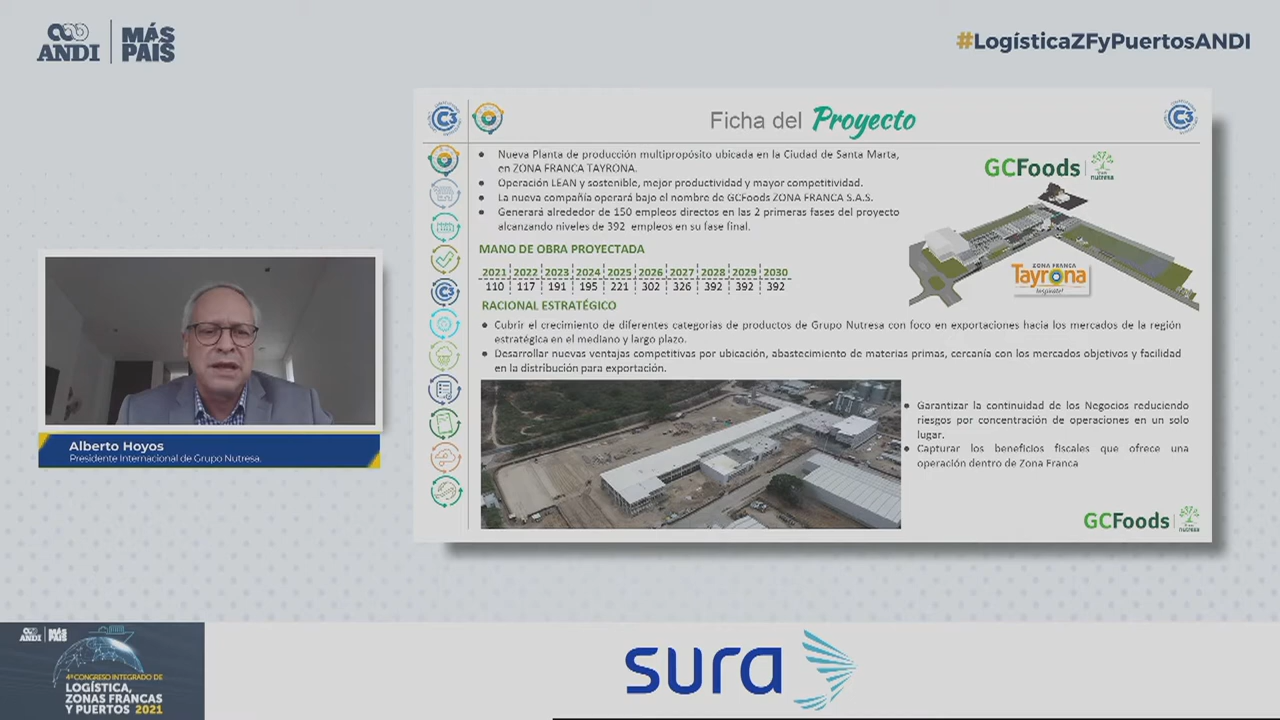 ANDI
MÁS
PAÍS
#LogísticaZFyPuertosANDI
Ficha del Proyecto
C3
C3
Nueva Planta de producción multipropósito ubicada en la Ciudad de Santa Marta,
en ZONA FRANCA TAYRONA.
Operación LEAN y sostenible, mejor productividad y mayor competitividad.
La nueva compañía operará bajo el nombre de GCFoods ZONA FRANCA S.A.S.
Generará alrededor de 150 empleos directos en las 2 primeras fases del proyecto
alcanzando niveles de 392 empleos en su fase final.
GCFoods
nutresa
ZONA FRANCA
Tayrona
Inspírate!
MANO DE OBRA PROYECTADA
2021 2022 2023 2024 2025 2026 2027 2028 2029 2030
110 117 191 195 221 302 326 392 392 392
C3
RACIONAL ESTRATÉGICO
Cubrir el crecimiento de diferentes categorías de productos de Grupo Nutresa con foco en exportaciones hacia los mercados de la región
estratégica en el mediano y largo plazo.
Desarrollar nuevas ventajas competitivas por ubicación, abastecimiento de materias primas, cercanía con los mercados objetivos y facilidad
en la distribución para exportación.
Garantizar la continuidad de los Negocios reduciendo
riesgos por concentración de operaciones en un solo
lugar.
Capturar los beneficios fiscales que ofrece una
operación dentro de Zona Franca
GCFoods
nutresa
Alberto Hoyos
Presidente Internacional de Grupo Nutresa.
ANDI
MÁS
PAÍS
4º CONGRESO INTEGRADO DE
LOGÍSTICA,
ZONAS FRANCAS
Y PUERTOS 2021
sura